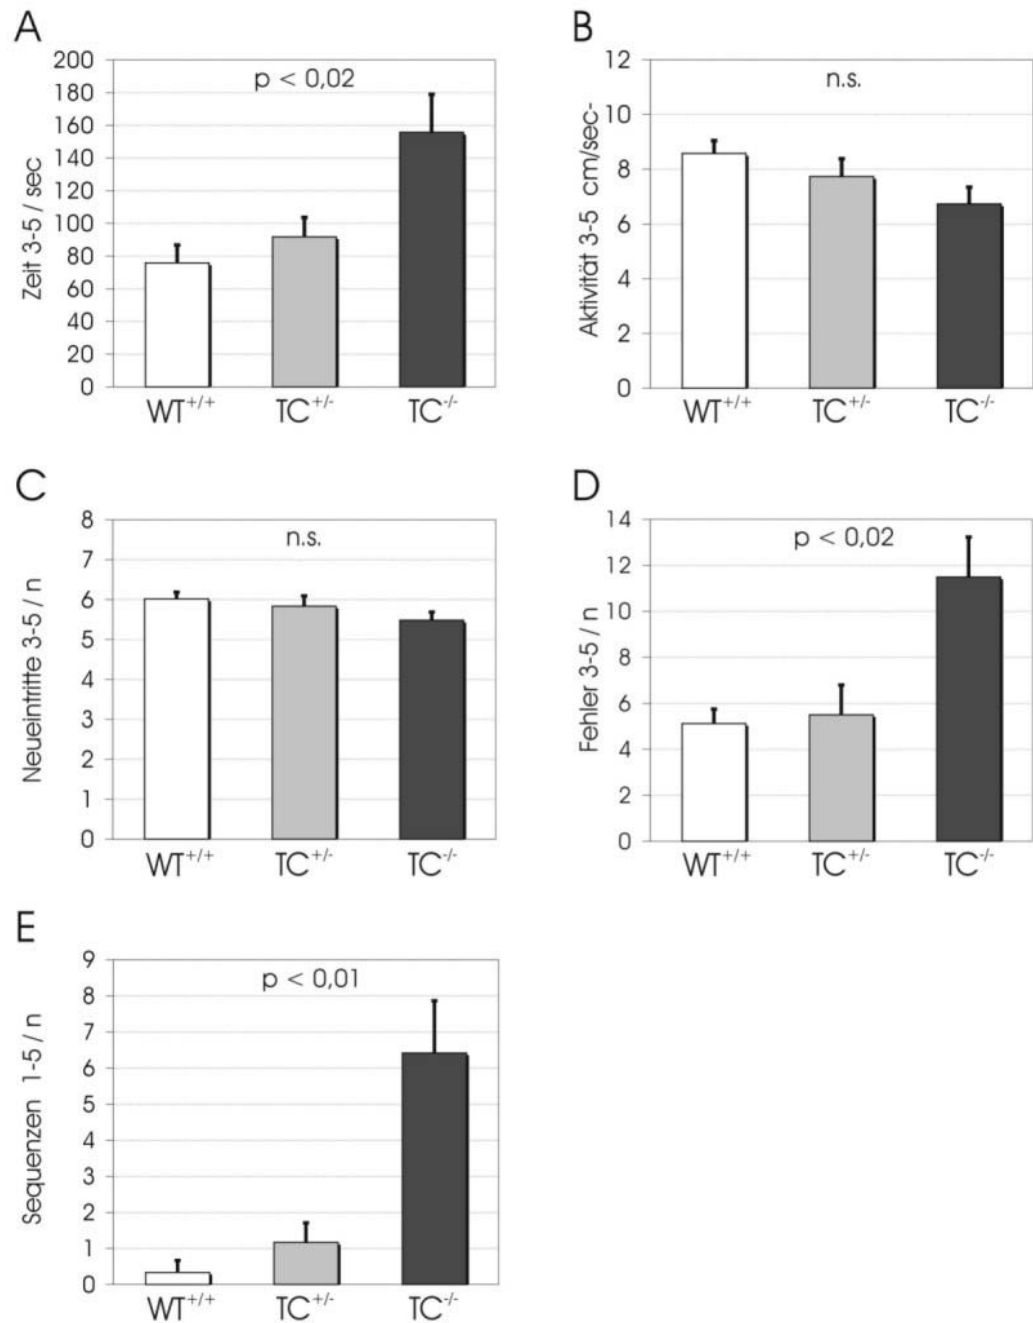 A
Zeit 3-5 / sec
200
180
160
140
120
100
80
60
40
20
0
p < 0,02
WT+/+ TC+/- TC-/-
B
Aktivität 3-5 cm/sec-
12
10
8
6
4
2
0
n.s.
WT+/+ TC+/- TC-/-
C
Neueintritte 3-5 / n
8
7
6
5
4
3
2
1
0
n.s.
WT+/+ TC+/- TC-/-
D
Fehler 3-5 / n
14
12
10
8
6
4
2
0
p < 0,02
WT+/+ TC+/- TC-/-
E
Sequenzen 1-5 / n
9
8
7
6
5
4
3
2
1
0
p < 0,01
WT+/+ TC+/- TC-/-